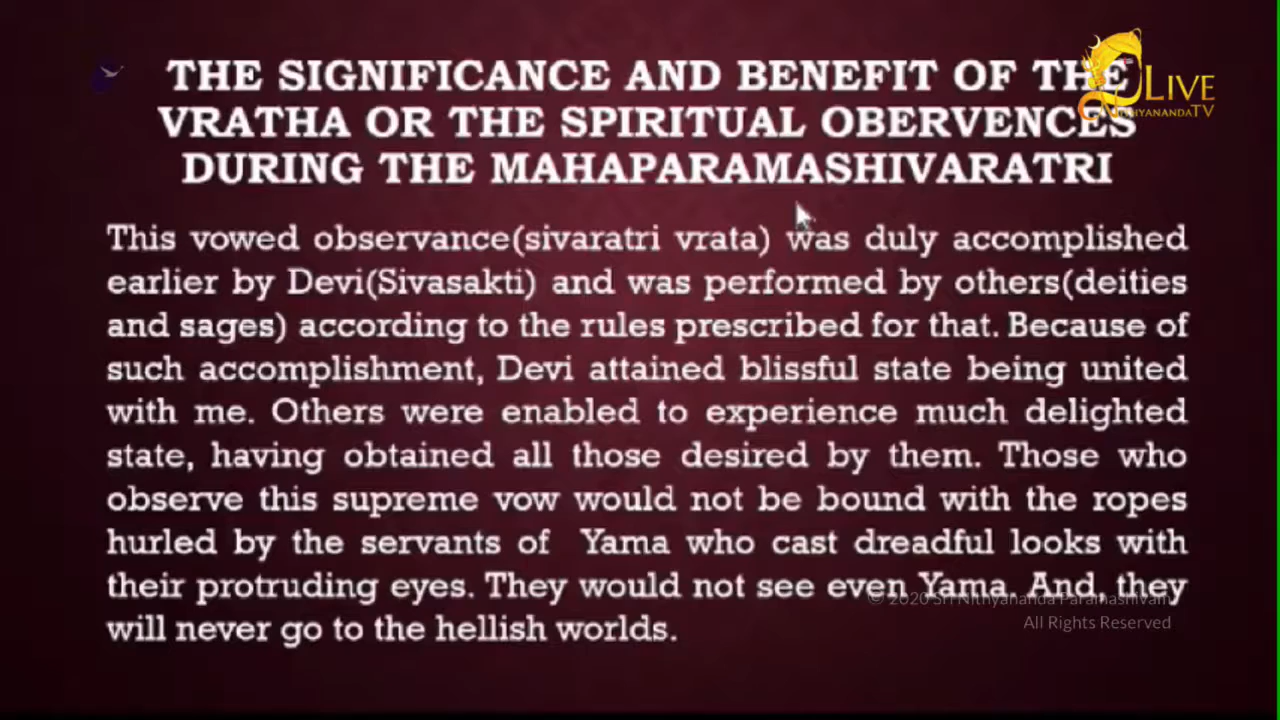 THE SIGNIFICANCE AND BENEFIT OF THE
VRATHA OR THE SPIRITUAL OBERVENCES
DURING THE MAHAPARAMASHIVARATRI
LIVE
NITHYANANDATV
This vowed observance(sivaratri vrata) was duly accomplished
earlier by Devi(Sivasakti) and was performed by others(deities
and sages) according to the rules prescribed for that. Because of
such accomplishment, Devi attained blissful state being united
with me. Others were enabled to experience much delighted
state, having obtained all those desired by them. Those who
observe this supreme vow would not be bound with the ropes
hurled by the servants of Yama who cast dreadful looks with
their protruding eyes. They would not see even Yama. And, they
will never go to the hellish worlds.
© 2020 Sri Nithyananda Paramashivam
All Rights Reserved